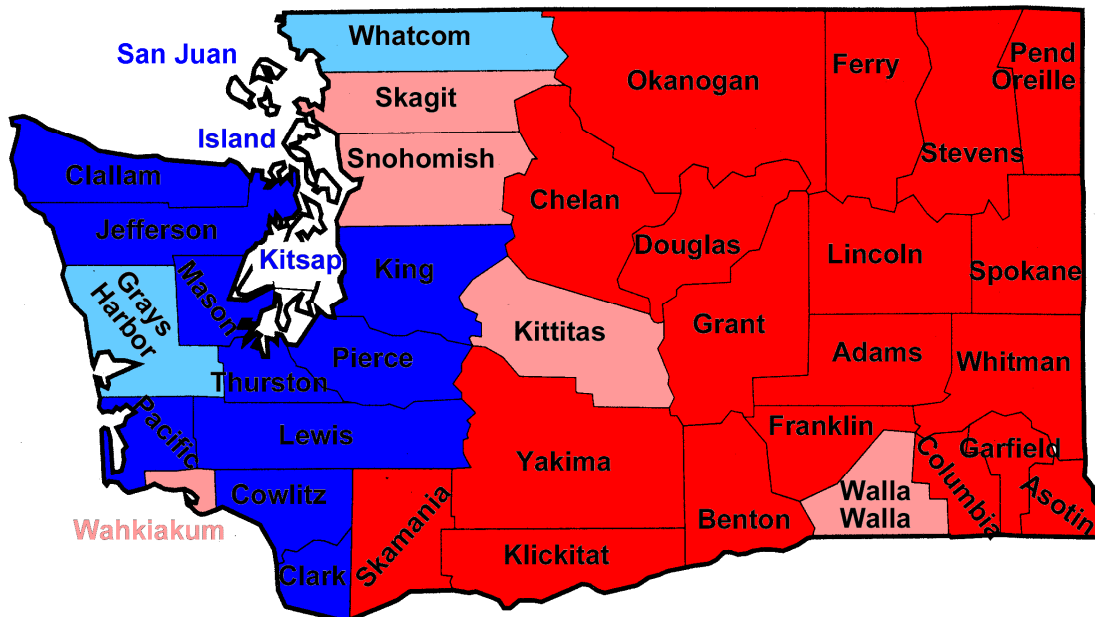 Whatcom
San Juan
Okanogan
Ferry
Pend
Oreille
Skagit
Island
Snohomish
Stevens
Clallam
Chelan
Jefferson
Douglas
Lincoln
Kitsap
King
Spokane
Grays
Harbor
Mason
Kittitas
Grant
Pierce
Adams
Whitman
Thurston
Pacific
Lewis
Franklin
Garfield
Yakima
Columbia
Walla
Walla
Asotin
Cowlitz
Skamania
Wahkiakum
Benton
Klickitat
Clark